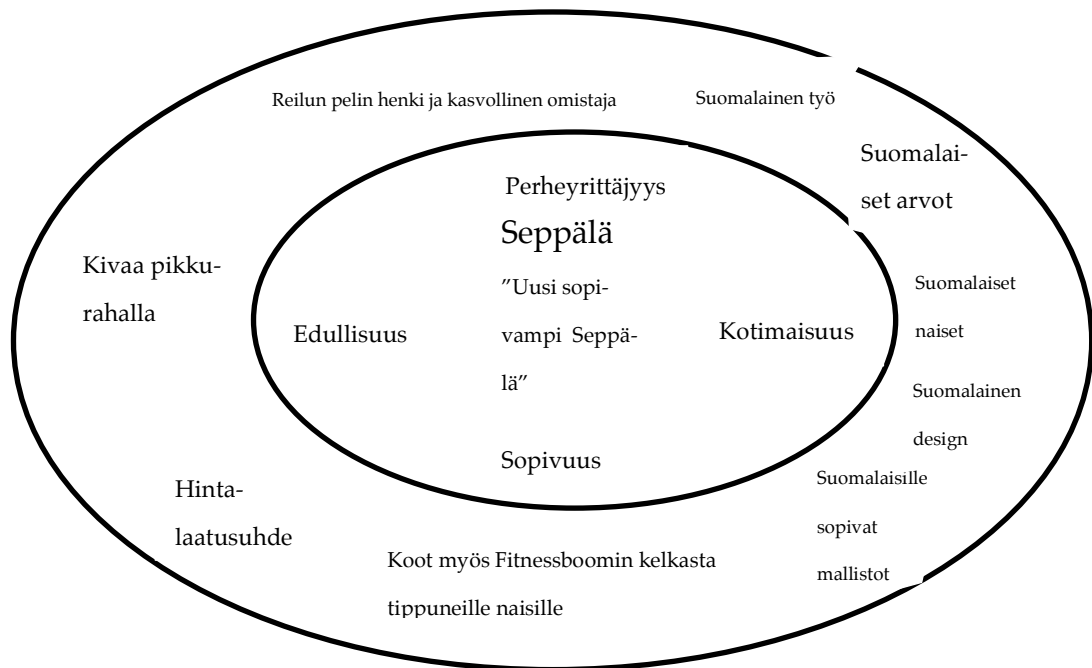 Reilun pelin henki ja kasvollinen omistaja
Suomalainen työ
Suomalai-
set arvot
Perheyrittäjyys
Seppälä
”Uusi sopi-
vampi Seppä-
lä”
Kivaa pikku-
rahalla
Edullisuus
Kotimaisuus
Suomalaiset
naiset
Suomalainen
design
Sopivuus
Hinta-
laatusuhde
Suomalaisille
sopivat
mallistot
Koot myös Fitnessboomin kelkasta
tippuneille naisille